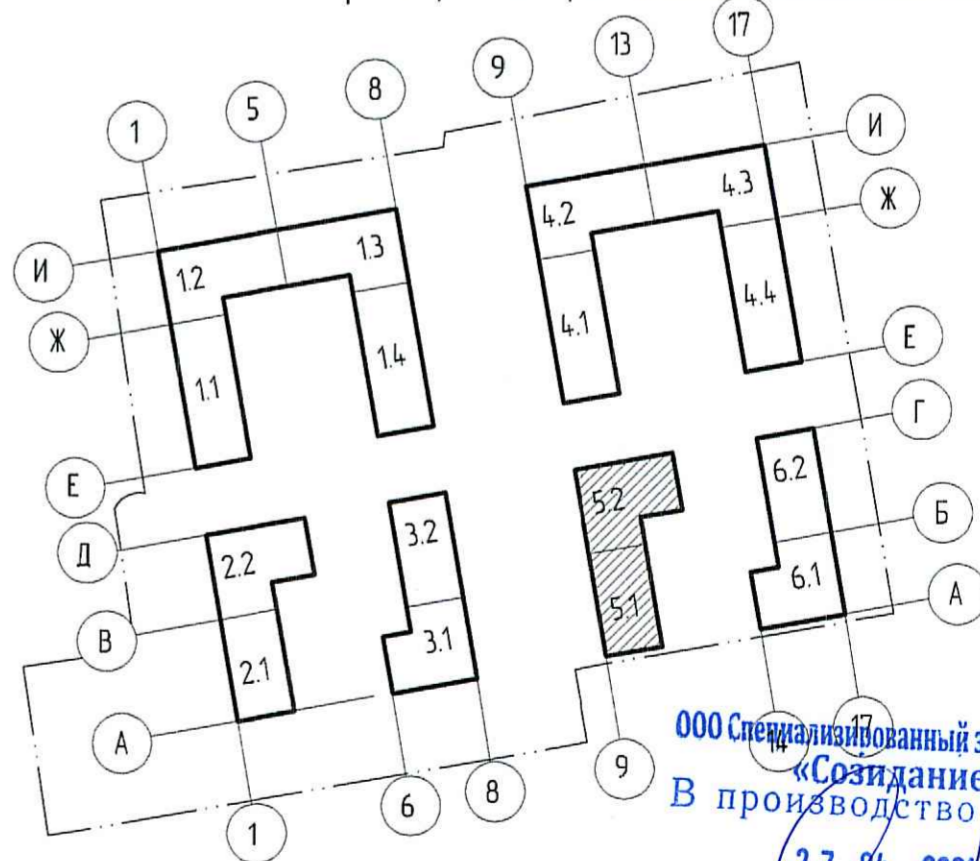 17
13
9
8
5
1
И
Ж
4.3
4.2
И
1.3
1.2
Ж
4.4
4.1
Е
1.4
1.1
Г
Е
6.2
5.2
Б
3.2
Д
2.2
6.1
А
5.1
В
3.1
2.1
А
ООО Специализированный
«Созидание
В производство
14
17
9
8
6
1